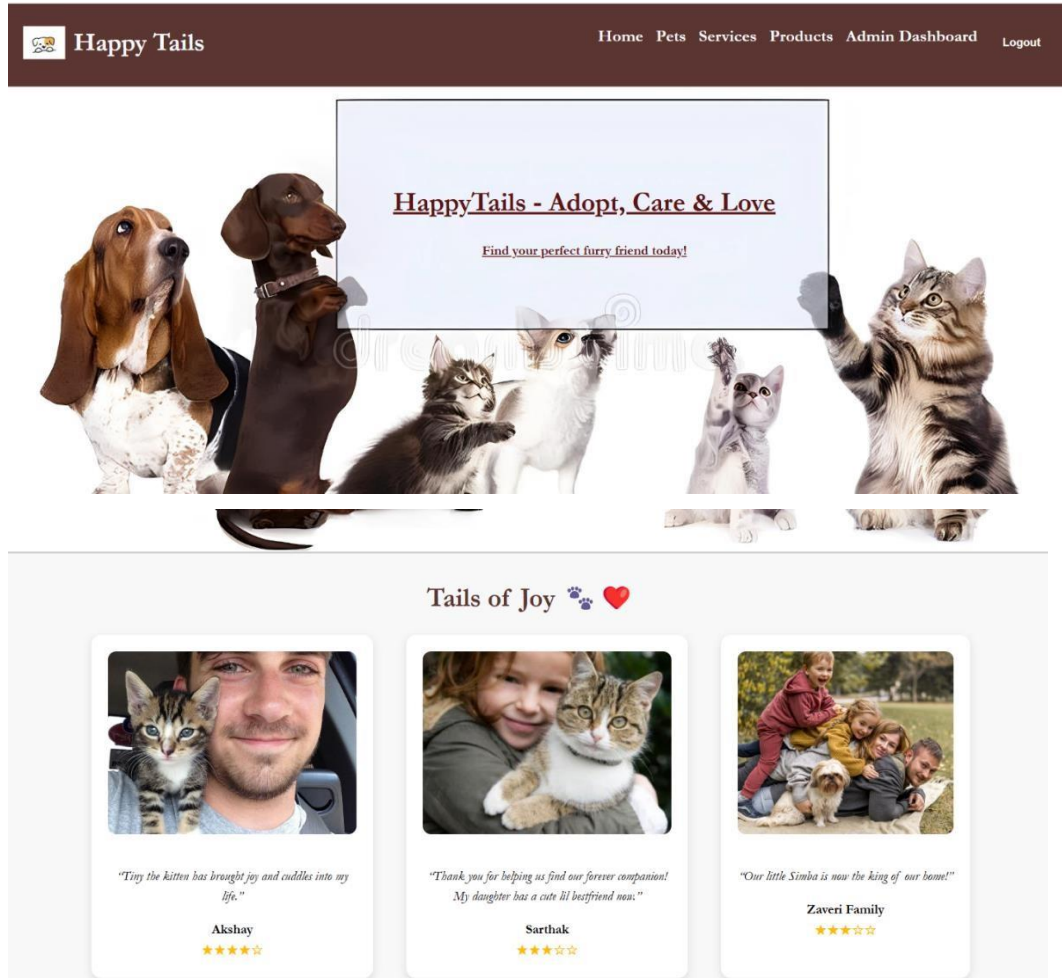 Happy Tails
Home Pets Services Products Admin Dashboard Logout
HappyTails - Adopt, Care & Love
Find your perfect furry friend today!
dreamstime
Tails of Joy 🐾 ❤️
“Tiny the kitten has brought joy and cuddles into my
life.”
Akshay
★★★★☆
“Thank you for helping us find our forever companion!
My daughter has a cute lil bestfriend now.”
Sarthak
★★★☆☆
“Our little Simba is now the king of our home!”
Zaveri Family
★★★☆☆